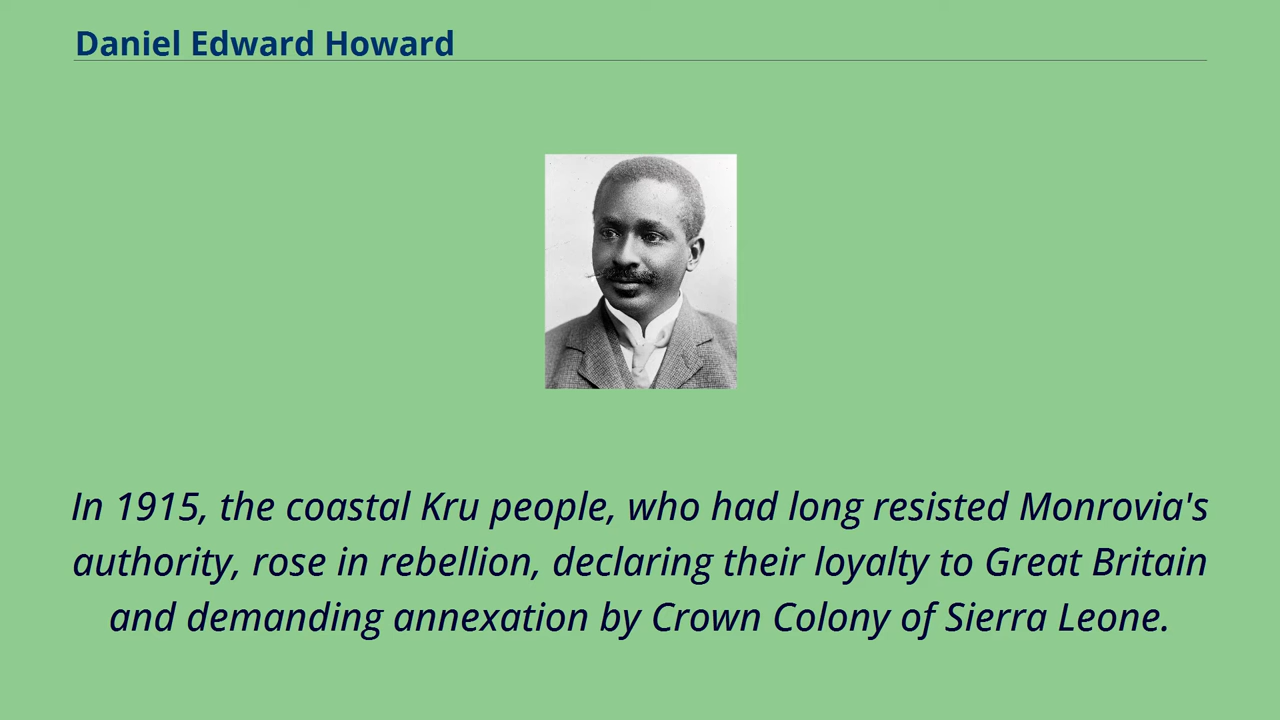 Daniel Edward Howard
In 1915, the coastal Kru people, who had long resisted Monrovia's
authority, rose in rebellion, declaring their loyalty to Great Britain
and demanding annexation by Crown Colony of Sierra Leone.